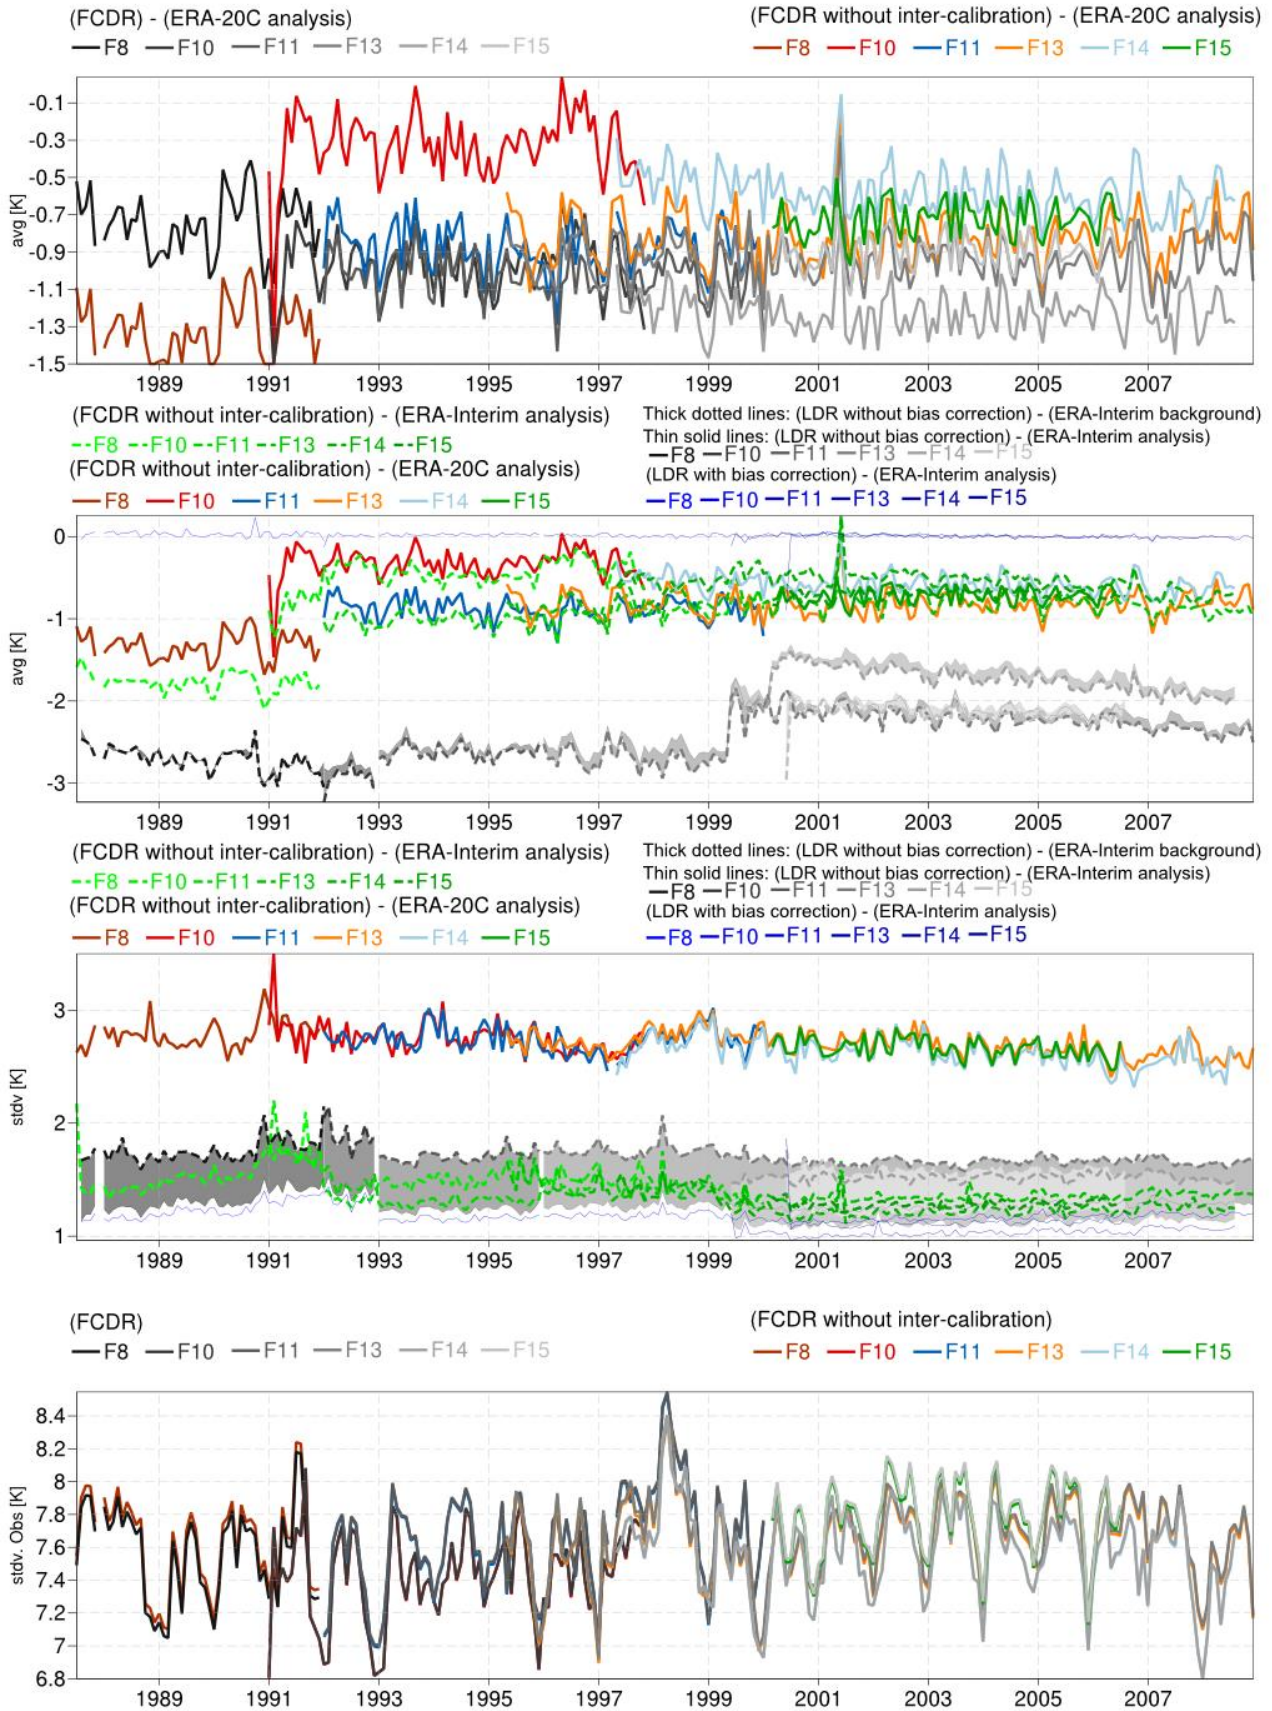 (FCDR) - (ERA-20C analysis)
F8 F10 F11 F13 F14 F15
(FCDR without inter-calibration) - (ERA-20C analysis)
F8 F10 F11 F13 F14 F15
avg [K]
-0.1
-0.3
-0.5
-0.7
-0.9
-1.1
-1.3
-1.5
1989 1991 1993 1995 1997 1999 2001 2003 2005 2007
(FCDR without inter-calibration) - (ERA-Interim analysis)
F8 F10 F11 F13 F14 F15
(FCDR without inter-calibration) - (ERA-20C analysis)
F8 F10 F11 F13 F14 F15
Thick dotted lines: (LDR without bias correction) - (ERA-Interim background)
Thin solid lines: (LDR without bias correction) - (ERA-Interim analysis)
F8 F10 F11 F13 F14 F15
(LDR with bias correction) - (ERA-Interim analysis)
F8 F10 F11 F13 F14 F15
avg [K]
0
-1
-2
-3
1989 1991 1993 1995 1997 1999 2001 2003 2005 2007
(FCDR without inter-calibration) - (ERA-Interim analysis)
F8 F10 F11 F13 F14 F15
(FCDR without inter-calibration) - (ERA-20C analysis)
F8 F10 F11 F13 F14 F15
Thick dotted lines: (LDR without bias correction) - (ERA-Interim background)
Thin solid lines: (LDR without bias correction) - (ERA-Interim analysis)
F8 F10 F11 F13 F14 F15
(LDR with bias correction) - (ERA-Interim analysis)
F8 F10 F11 F13 F14 F15
stdv [K]
3
2
1
1989 1991 1993 1995 1997 1999 2001 2003 2005 2007
(FCDR)
F8 F10 F11 F13 F14 F15
(FCDR without inter-calibration)
F8 F10 F11 F13 F14 F15
stdv. Obs [K]
8.4
8.2
8
7.8
7.6
7.4
7.2
7
6.8
1989 1991 1993 1995 1997 1999 2001 2003 2005 2007